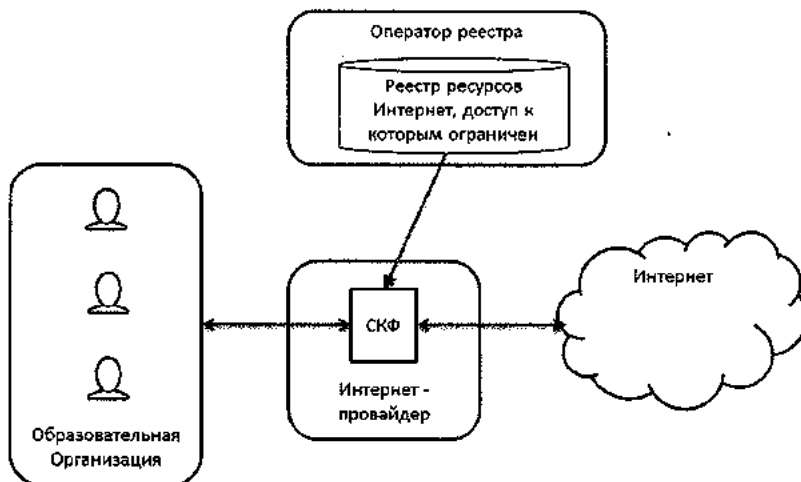 Оператор реестра
Реестр ресурсов
Интернет, доступ к
которым ограничен
Интернет
СКФ
Интернет -
провайдер
Образовательная
Организация